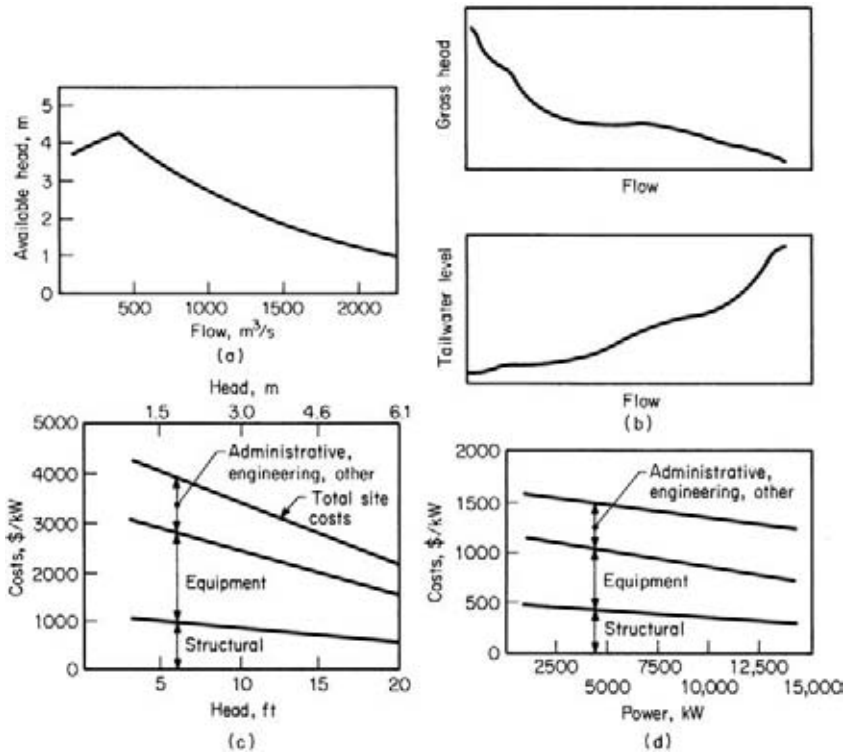 Available head, m
5
4
3
2
1
0
500 1000 1500 2000
Flow, m³/s
(a)
Gross head
Flow
Tailwater level
Flow
(b)
Head, m
1.5 3.0 4.6 6.1
Costs, $/kW
5000
4000
3000
2000
1000
0
Administrative,
engineering, other
Total site
costs
Equipment
Structural
5 10 15 20
Head, ft
(c)
Costs, $/kW
2000
1500
1000
500
0
Administrative,
engineering, other
Equipment
Structural
2500 7500 12,500
5000 10,000 15,000
Power, kW
(d)